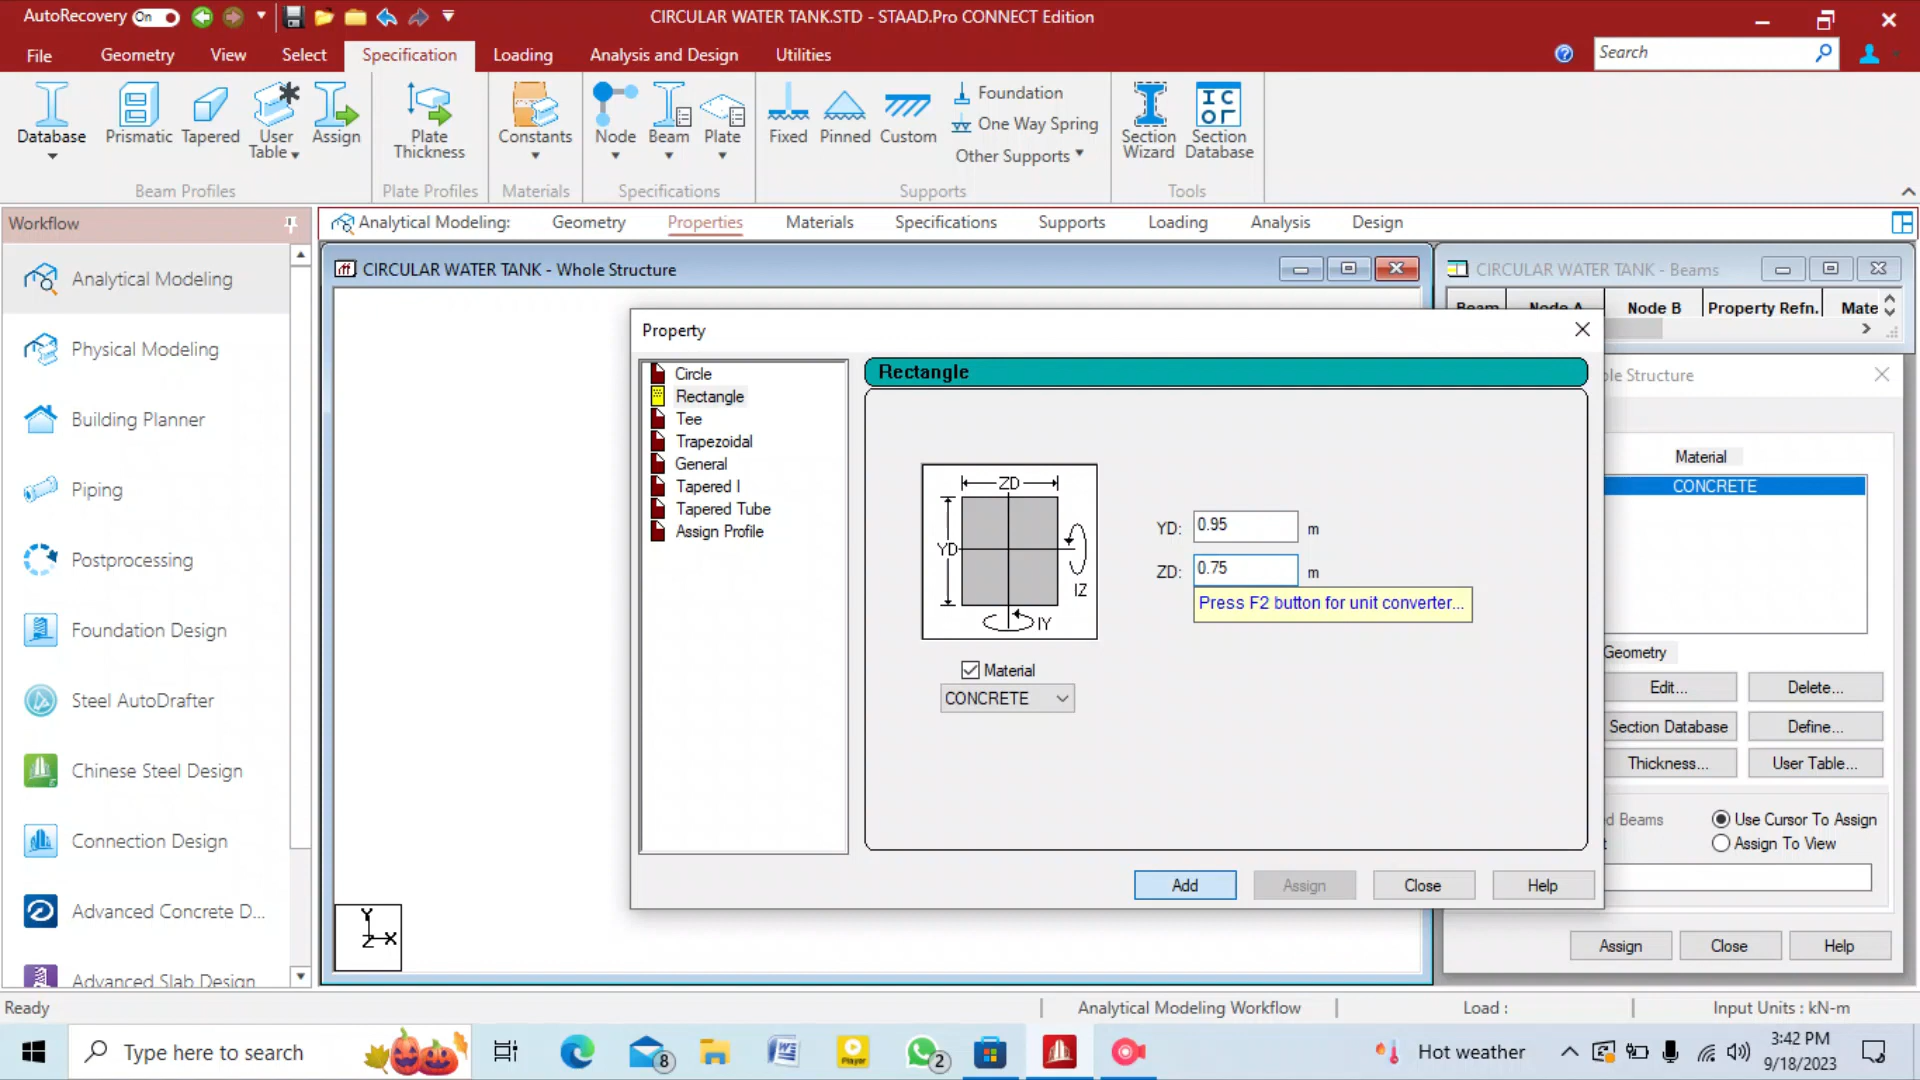 AutoRecovery On
CIRCULAR WATER TANK.STD - STAAD.Pro CONNECT Edition
File Geometry View Select Specification Loading Analysis and Design Utilities
Search
Database Prismatic Tapered User Table Assign
Beam Profiles
Plate Thickness
Plate Profiles
Constants
Materials
Node Beam Plate
Specifications
Fixed Pinned Custom
Foundation
One Way Spring
Other Supports
Supports
Section Wizard Section Database
Tools
Workflow
Analytical Modeling: Geometry Properties Materials Specifications Supports Loading Analysis Design
Analytical Modeling
Physical Modeling
Building Planner
Piping
Postprocessing
Foundation Design
Steel AutoDrafter
Chinese Steel Design
Connection Design
Advanced Concrete D...
Advanced Slab Design
CIRCULAR WATER TANK - Whole Structure
Y
Z X
CIRCULAR WATER TANK - Beams
Beam Node A Node B Property Refn. Mate
Property
Circle
Rectangle
Tee
Trapezoidal
General
Tapered I
Tapered Tube
Assign Profile
Rectangle
ZD
YD
IZ
IY
YD: 0.95 m
ZD: 0.75 m
Press F2 button for unit converter...
Material
CONCRETE
Add Assign Close Help
le Structure
Material
CONCRETE
Geometry
Edit... Delete...
Section Database Define...
Thickness... User Table...
d Beams Use Cursor To Assign
t Assign To View
Assign Close Help
Ready
Analytical Modeling Workflow
Load :
Input Units : kN-m
Type here to search
8
Player
2
Hot weather
3:42 PM
9/18/2023